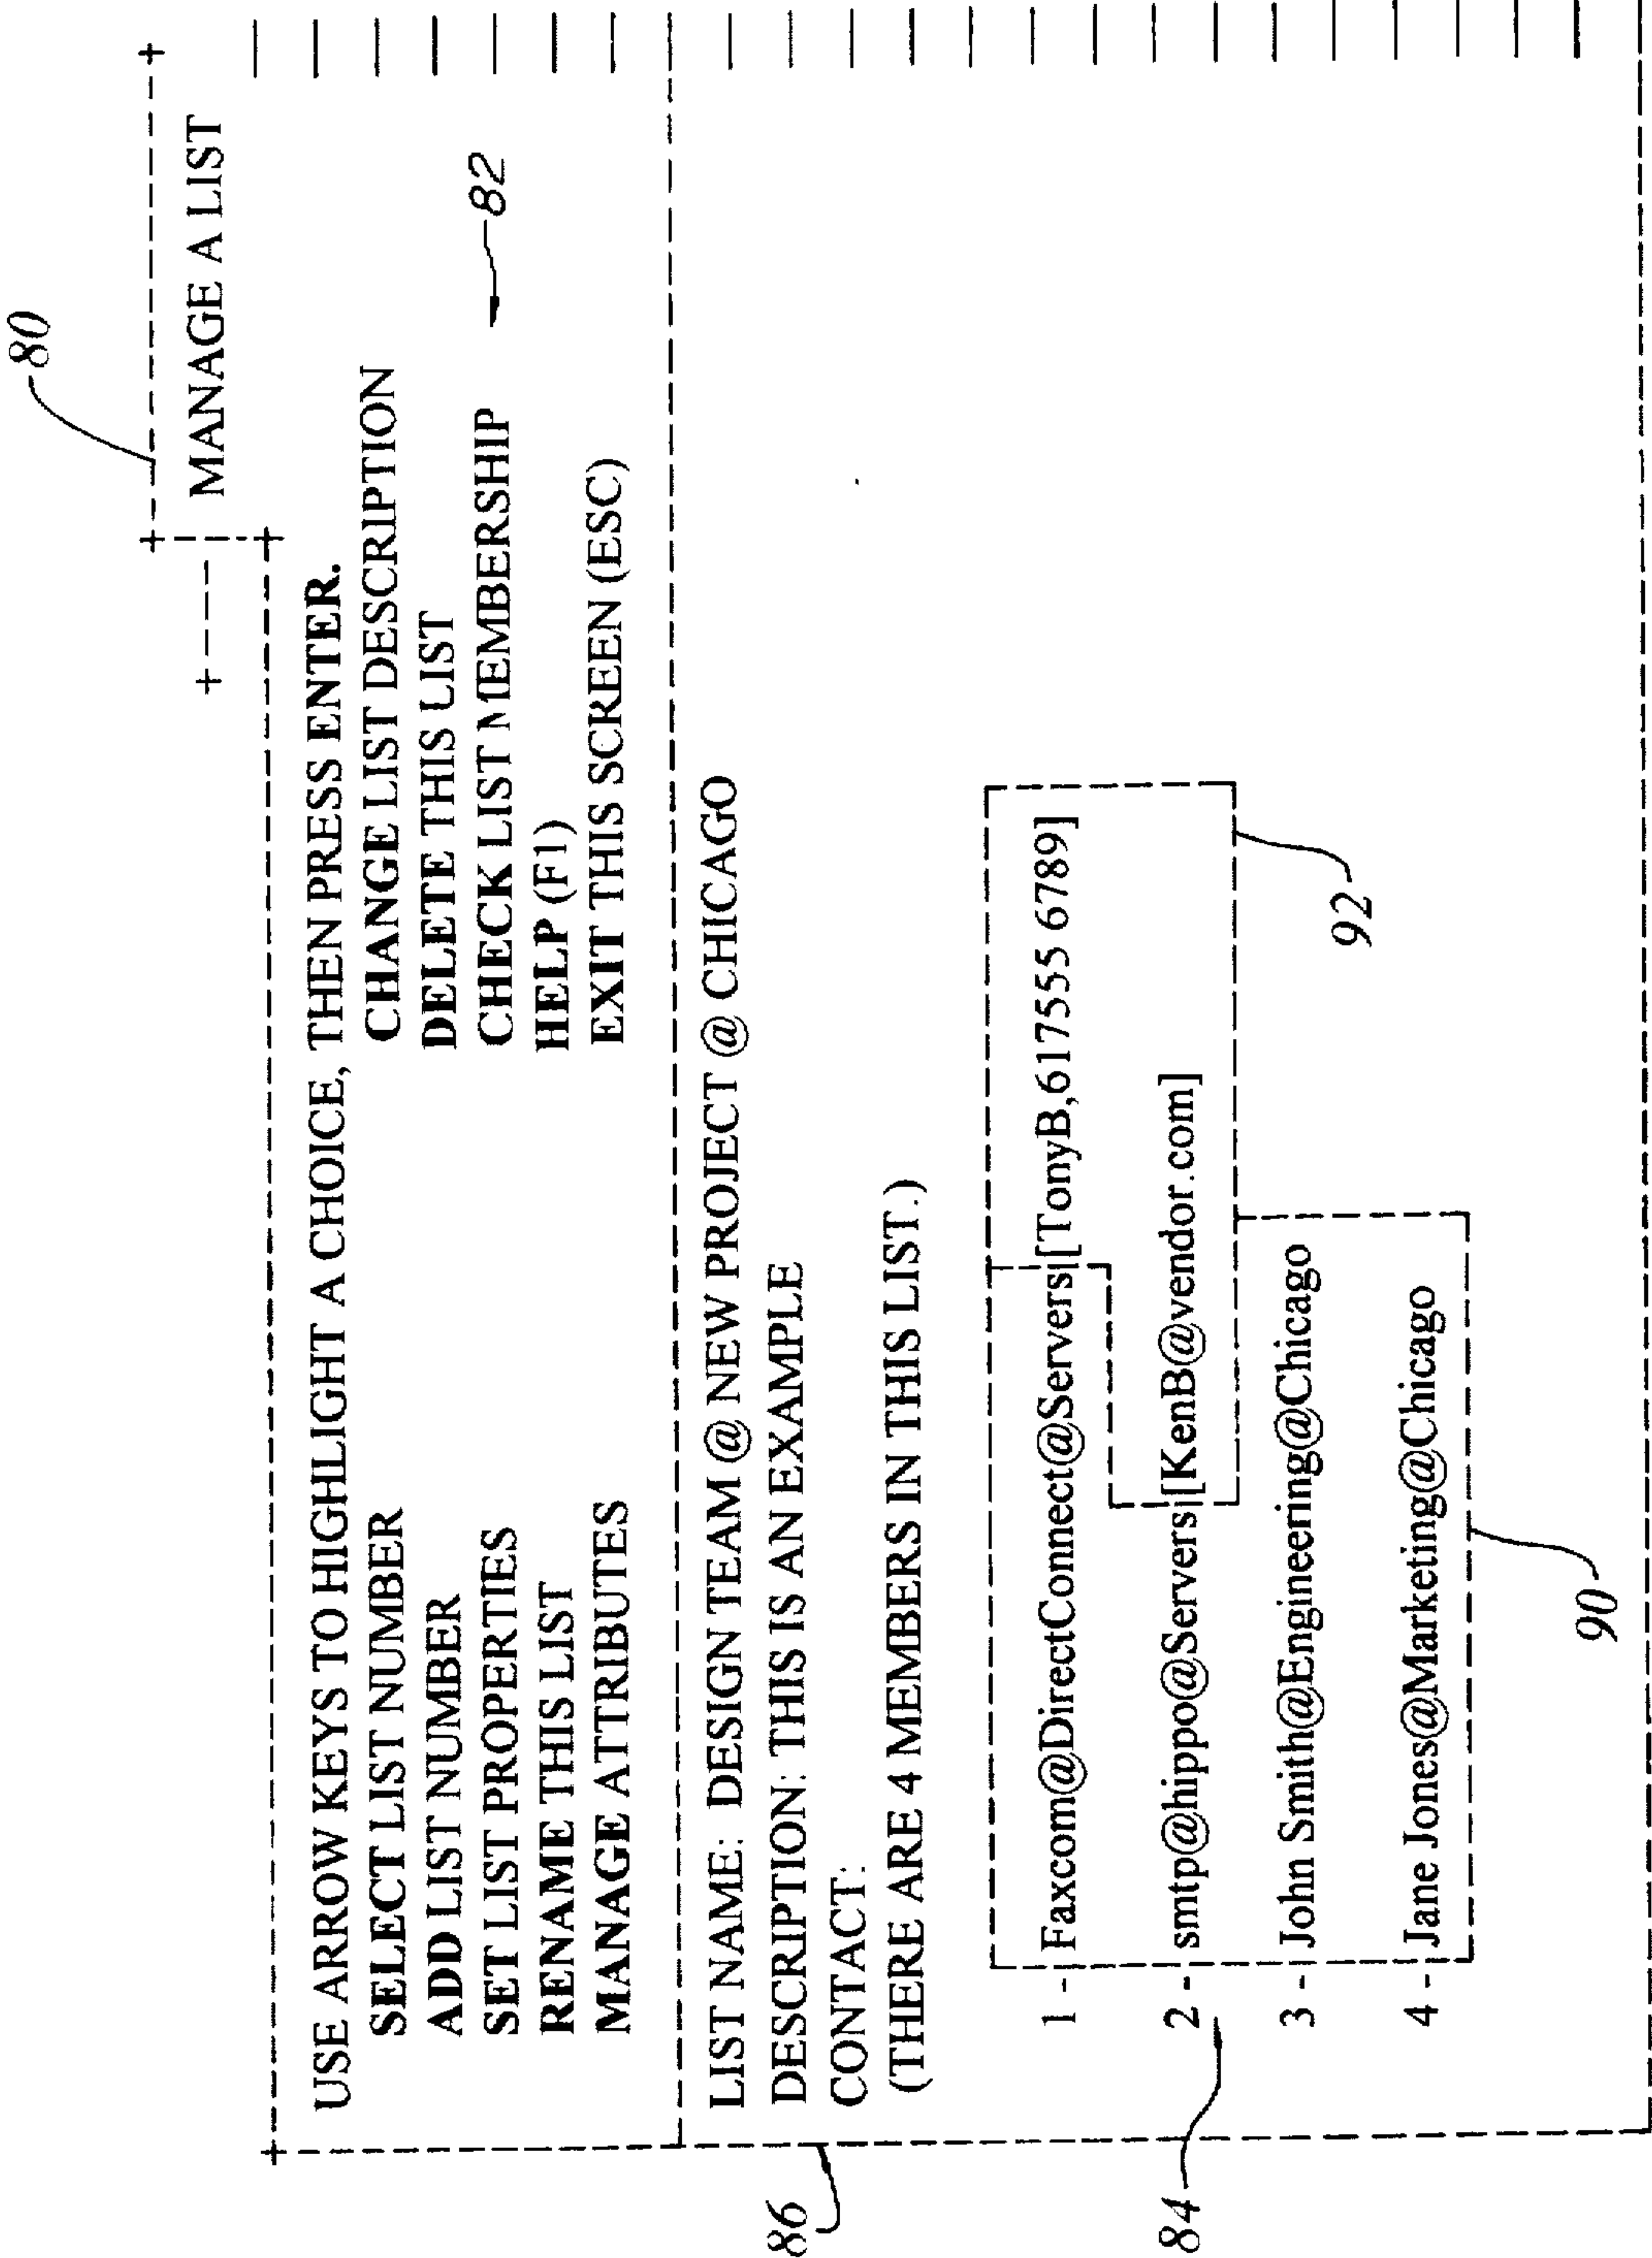 80
MANAGE A LIST
USE ARROW KEYS TO HIGHLIGHT A CHOICE, THEN PRESS ENTER.
SELECT LIST NUMBER CHANGE LIST DESCRIPTION
ADD LIST NUMBER DELETE THIS LIST
SET LIST PROPERTIES CHECK LIST MEMBERSHIP 82
RENAME THIS LIST HELP (F1)
MANAGE ATTRIBUTES EXIT THIS SCREEN (ESC)
86
LIST NAME: DESIGN TEAM @ NEW PROJECT @ CHICAGO
DESCRIPTION: THIS IS AN EXAMPLE
CONTACT:
(THERE ARE 4 MEMBERS IN THIS LIST.)
1 - Faxcom@DirectConnect@Servers[TonyB,617555 6789]
84
2 - smtp@hippo@Servers[KenB@vendor.com]
92
3 - John Smith@Engineering@Chicago
4 - Jane Jones@Marketing@Chicago
90